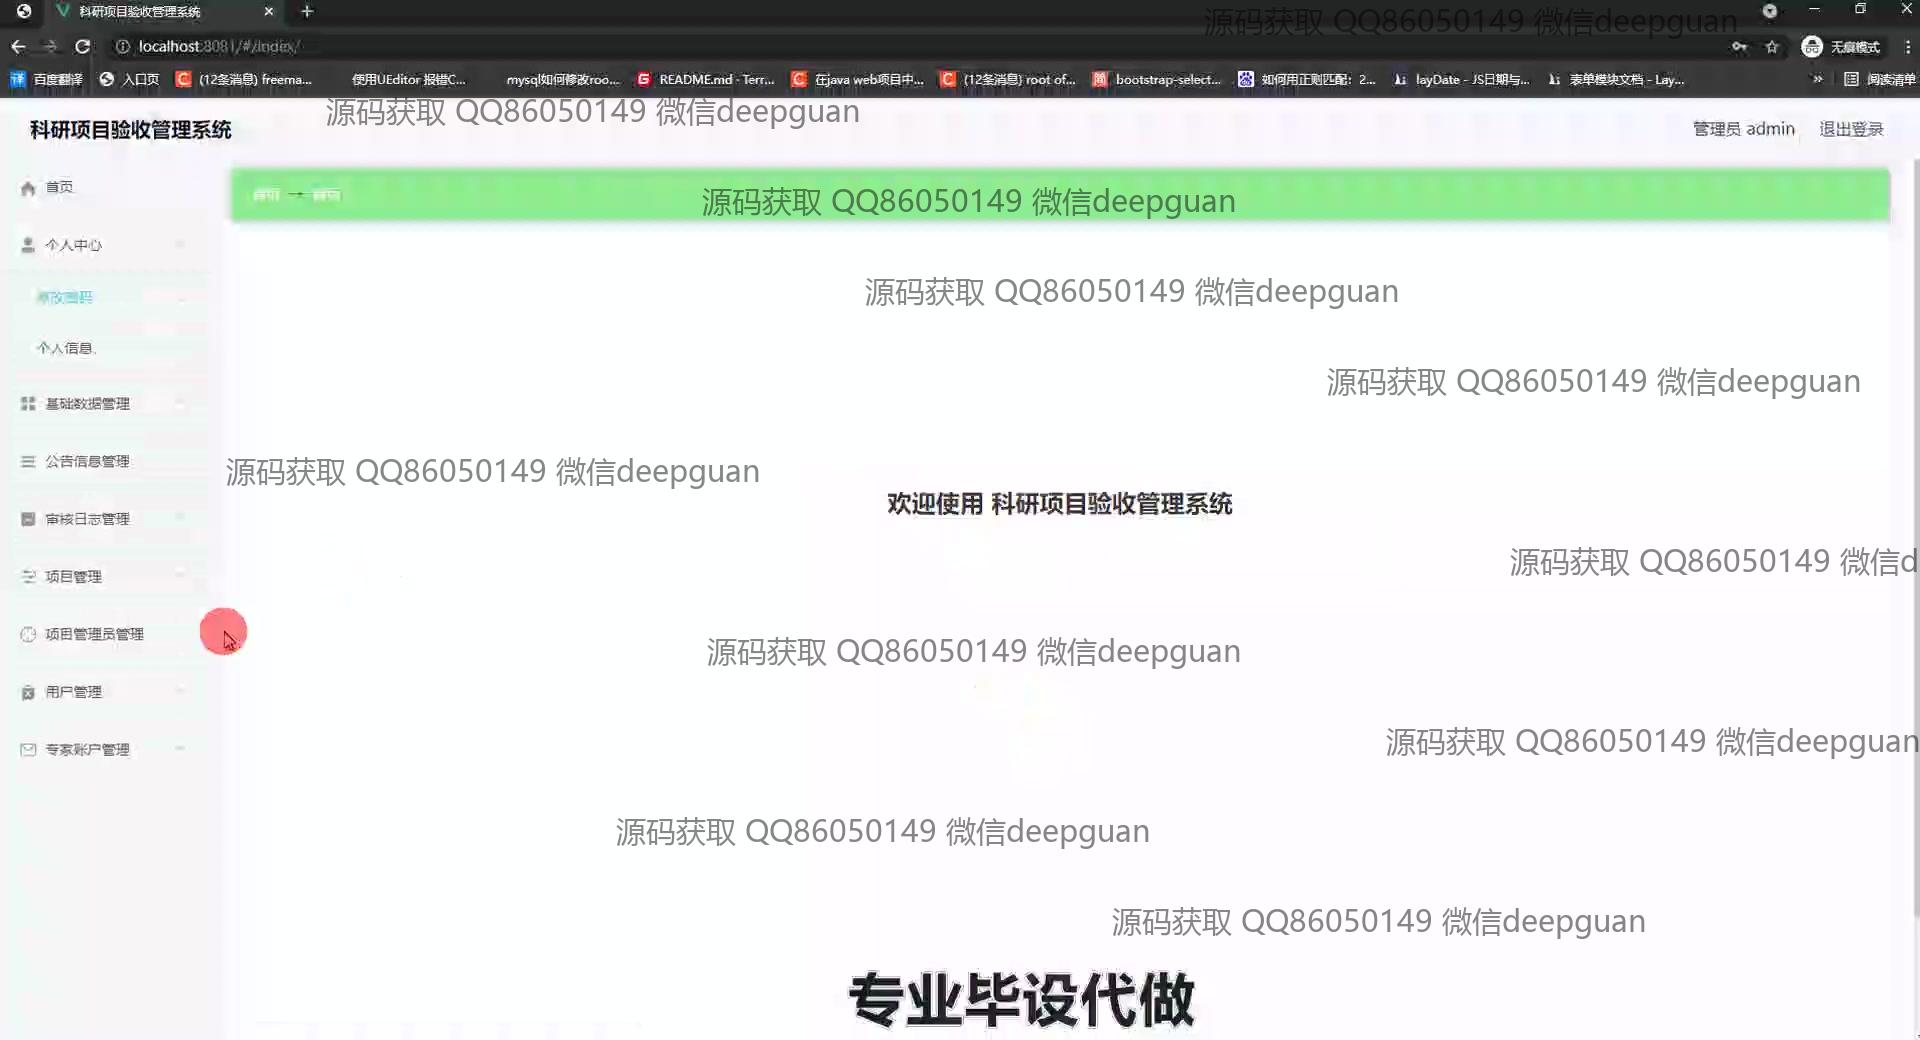 科研项目验收管理系统
源码获取 QQ86050149 微信deepguan
localhost:8081/#/index/
无痕模式
百度翻译 入口页 (12条消息) freema... 使用UEditor 报错C... mysql如何修改roo... README.md · Terr... 在java web项目中... (12条消息) root of... bootstrap-select... 如何用正则匹配: 2... layDate - JS日期与... 表单模块文档 - Lay... » 阅读清单
源码获取 QQ86050149 微信deepguan
科研项目验收管理系统
管理员 admin 退出登录
首页
首页 → 首页
源码获取 QQ86050149 微信deepguan
个人中心
源码获取 QQ86050149 微信deepguan
修改密码
个人信息
源码获取 QQ86050149 微信deepguan
基础数据管理
公告信息管理
源码获取 QQ86050149 微信deepguan
欢迎使用 科研项目验收管理系统
审核日志管理
源码获取 QQ86050149 微信d
项目管理
项目管理员管理
源码获取 QQ86050149 微信deepguan
用户管理
源码获取 QQ86050149 微信deepguan
专家账户管理
源码获取 QQ86050149 微信deepguan
源码获取 QQ86050149 微信deepguan
专业毕设代做